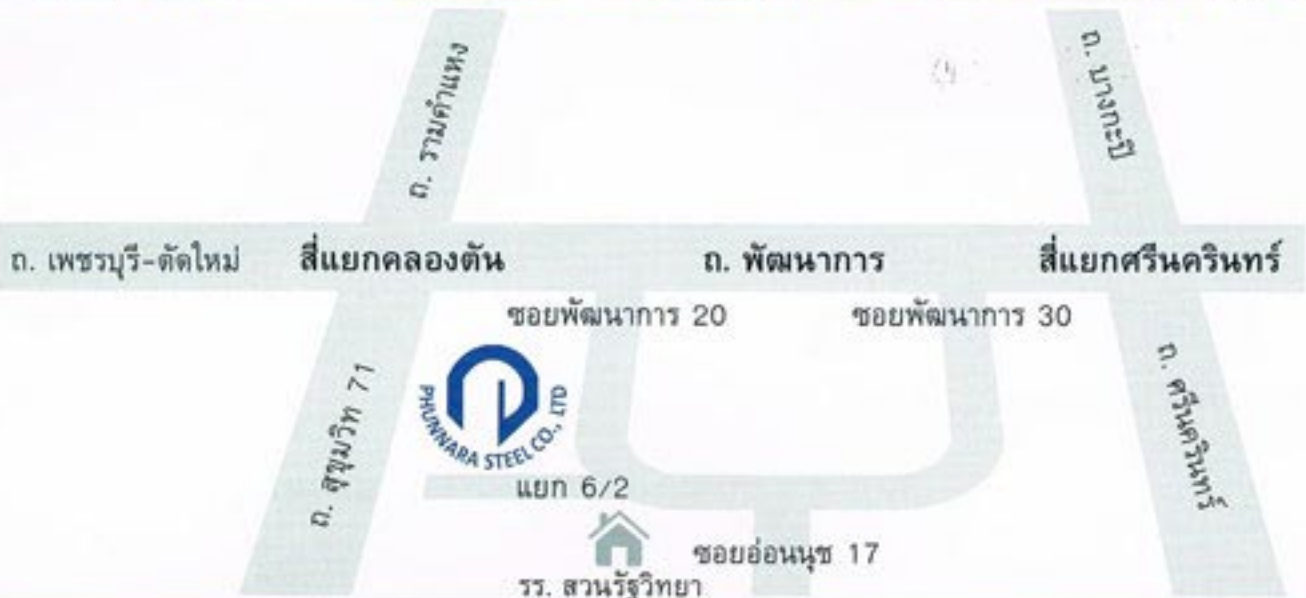 ถ. รามคำแหง
ถ. บางกะปิ
ถ. เพชรบุรี-ตัดใหม่
สี่แยกคลองตัน
ถ. พัฒนาการ
สี่แยกศรีนครินทร์
ซอยพัฒนาการ 20
ซอยพัฒนาการ 30
ถ. สุขุมวิท 71
PHUNNARA STEEL CO., LTD
ถ. ศรีนครินทร์
แยก 6/2
ซอยอ่อนนุช 17
รร. สวนรัฐวิทยา